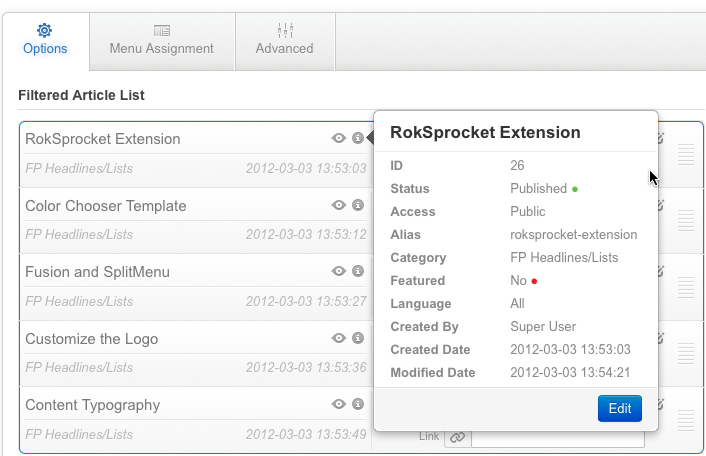 Options
Menu Assignment
Advanced
Filtered Article List
RokSprocket Extension
FP Headlines/Lists 2012-03-03 13:53:03
Color Chooser Template
FP Headlines/Lists 2012-03-03 13:53:12
Fusion and SplitMenu
FP Headlines/Lists 2012-03-03 13:53:27
Customize the Logo
FP Headlines/Lists 2012-03-03 13:53:36
Content Typography
FP Headlines/Lists 2012-03-03 13:53:49
RokSprocket Extension
ID 26
Status Published
Access Public
Alias roksprocket-extension
Category FP Headlines/Lists
Featured No
Language All
Created By Super User
Created Date 2012-03-03 13:53:03
Modified Date 2012-03-03 13:54:21
Edit
Link